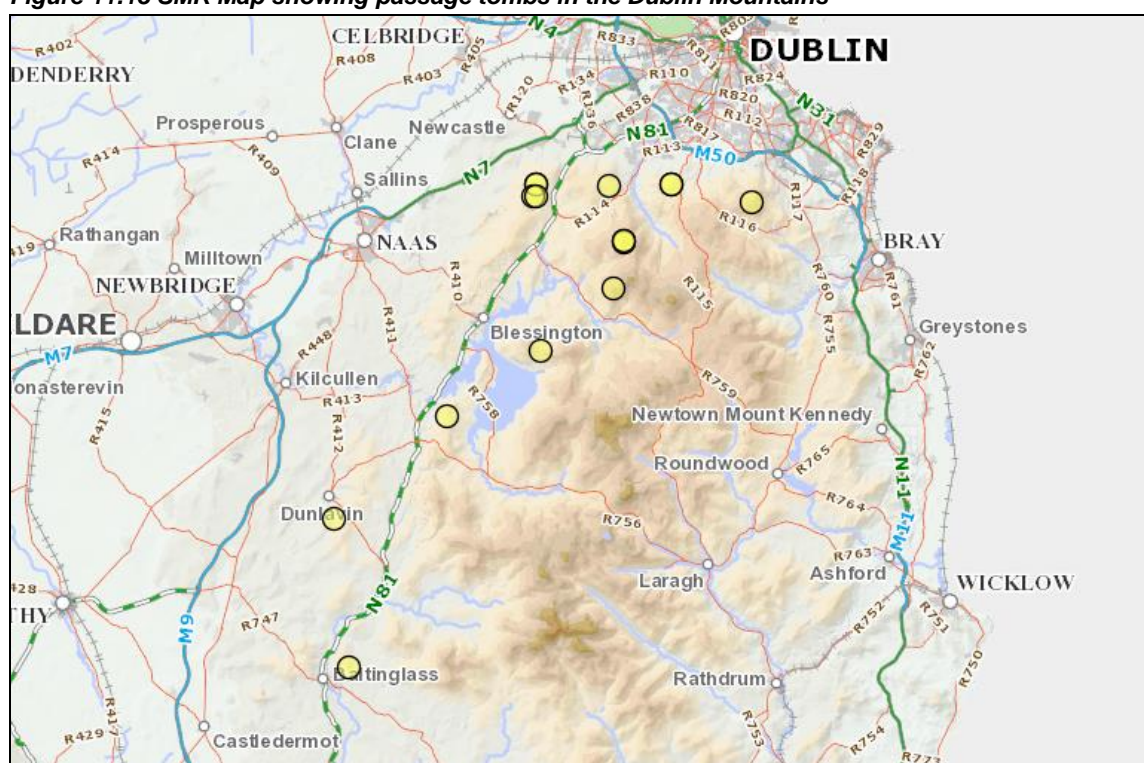 Figure 11.10 SMR Map showing passage tombs in the Dublin Mountains
CELBRIDGE
N4
R833
R805
DUBLIN
R402
R408
R403
R405
DENDERRY
R120
R134
R136
R110
R811
R824
R838
R820
N31
Prosperous
Clane
Newcastle
N81
R817
R112
R829
R414
R409
N7
R113
M50
R118
Sallins
R114
R116
R117
Rathangan
NAAS
BRAY
Milltown
R410
R115
R760
R761
NEWBRIDGE
LDARE
R411
Blessington
R755
Greystones
M7
R448
R762
onasterevin
Kilcullen
R413
R758
R759
R415
R412
Newtown Mount Kennedy
Roundwood
R765
N11
R764
Dunlavin
R756
M11
R763
Laragh
Ashford
WICKLOW
THY
N81
R747
R752
R751
M9
R750
Baltinglass
Rathdrum
R417
R429
Castledermot
R753
R754
R772